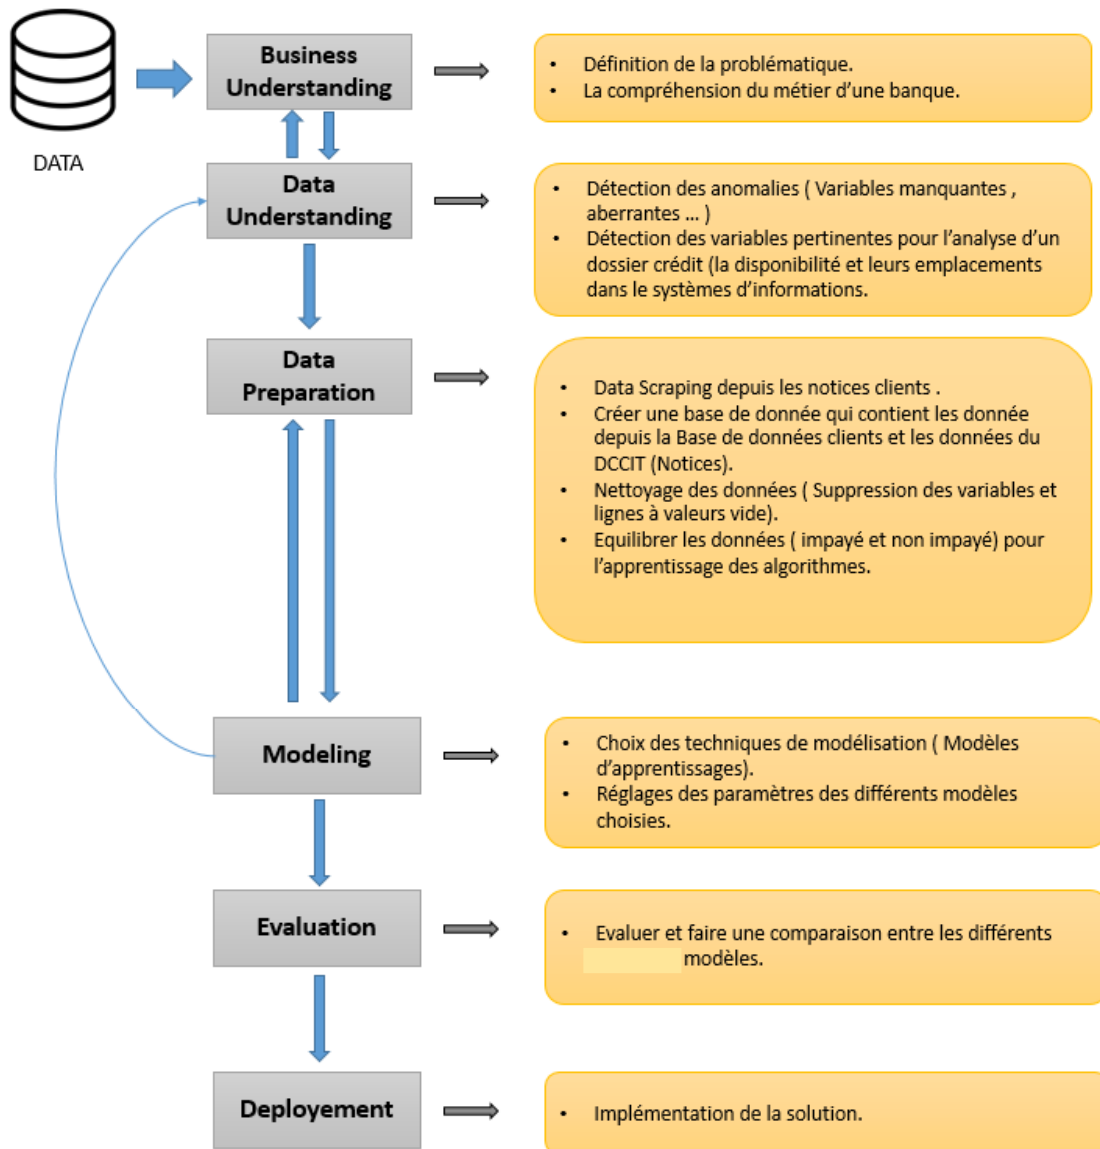 DATA
Business
Understanding
• Définition de la problématique.
• La compréhension du métier d'une banque.
Data
Understanding
• Détection des anomalies ( Variables manquantes ,
aberrantes ... )
• Détection des variables pertinentes pour l'analyse d'un
dossier crédit (la disponibilité et leurs emplacements
dans le systèmes d'informations.
Data
Preparation
• Data Scraping depuis les notices clients .
• Créer une base de donnée qui contient les donnée
depuis la Base de données clients et les données du
DCCIT (Notices).
• Nettoyage des données ( Suppression des variables et
lignes à valeurs vide).
• Equilibrer les données ( impayé et non impayé) pour
l'apprentissage des algorithmes.
Modeling
• Choix des techniques de modélisation ( Modèles
d'apprentissages).
• Réglages des paramètres des différents modèles
choisies.
Evaluation
• Evaluer et faire une comparaison entre les différents
modèles.
Deployement
• Implémentation de la solution.